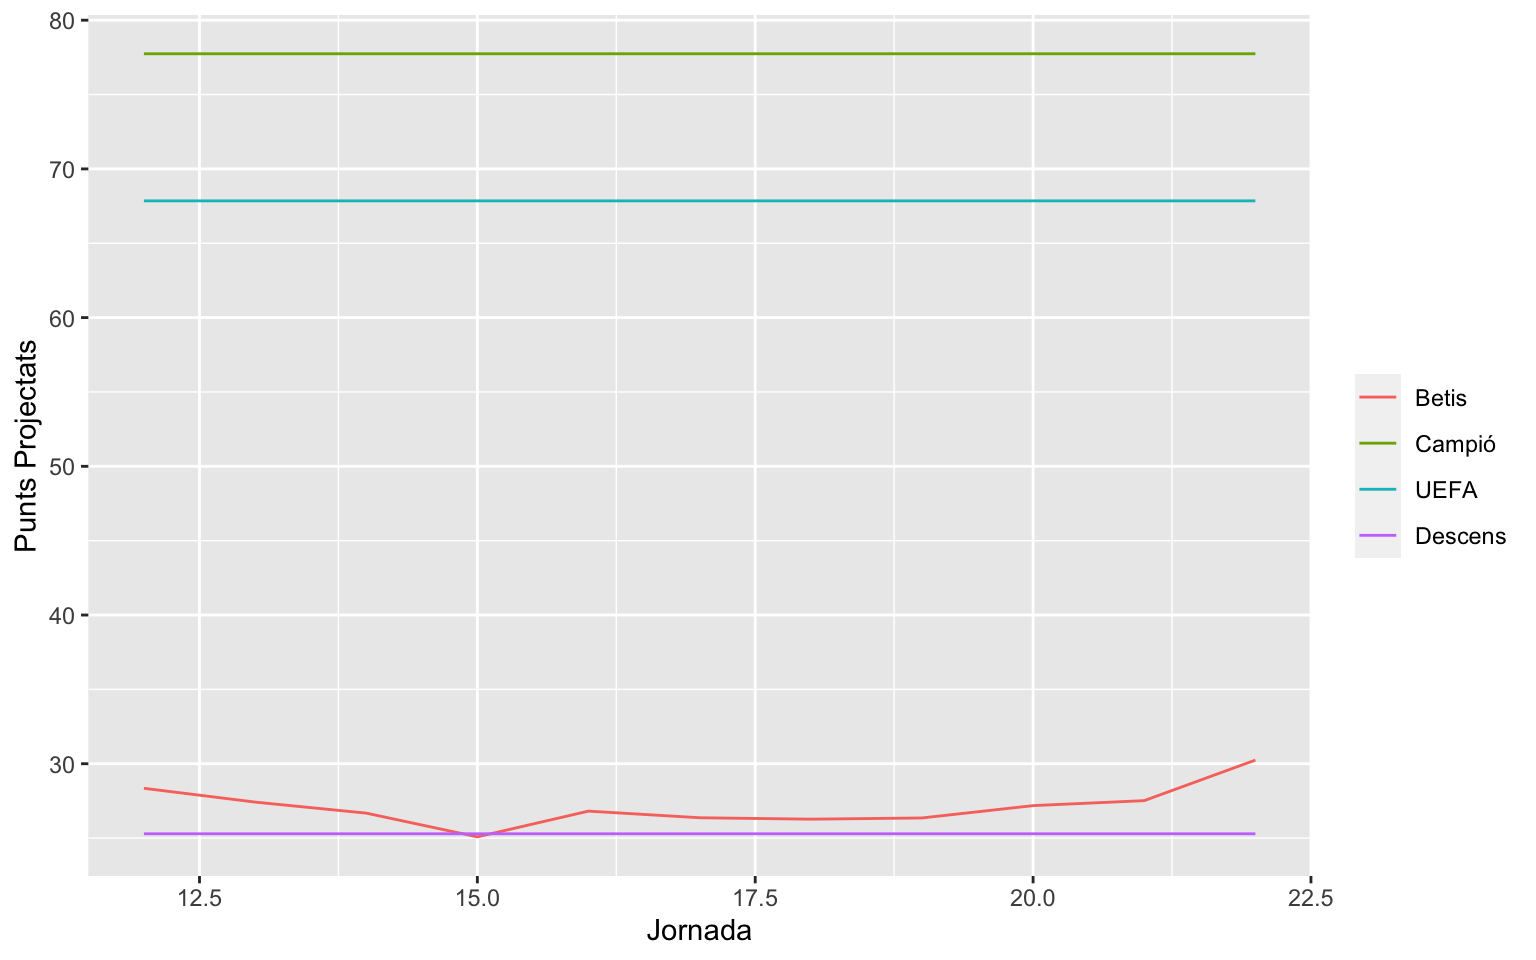 80
70
60
50
40
30
Punts Projectats
12.5 15.0 17.5 20.0 22.5
Jornada
Betis
Campió
UEFA
Descens